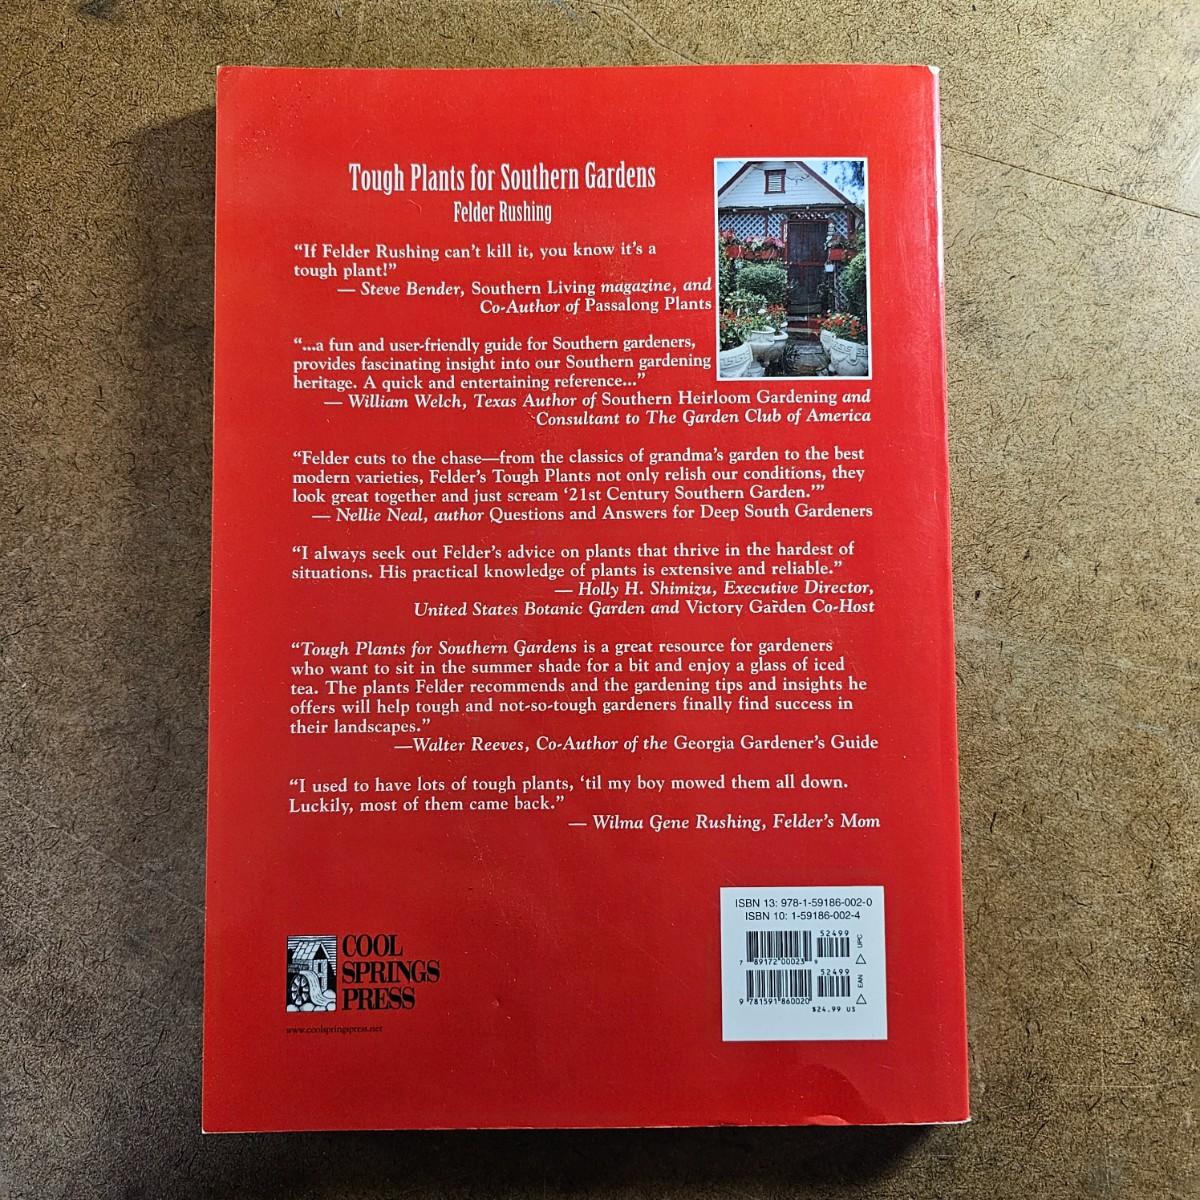 Tough Plants for Southern Gardens
Felder Rushing
“If Felder Rushing can’t kill it, you know it’s a
tough plant!”
— Steve Bender, Southern Living magazine, and
Co-Author of Passalong Plants
“...a fun and user-friendly guide for Southern gardeners,
provides fascinating insight into our Southern gardening
heritage. A quick and entertaining reference...”
— William Welch, Texas Author of Southern Heirloom Gardening and
Consultant to The Garden Club of America
“Felder cuts to the chase—from the classics of grandma’s garden to the best
modern varieties, Felder’s Tough Plants not only relish our conditions, they
look great together and just scream ‘21st Century Southern Garden.’”
— Nellie Neal, author Questions and Answers for Deep South Gardeners
“I always seek out Felder’s advice on plants that thrive in the hardest of
situations. His practical knowledge of plants is extensive and reliable.”
— Holly H. Shimizu, Executive Director,
United States Botanic Garden and Victory Garden Co-Host
“Tough Plants for Southern Gardens is a great resource for gardeners
who want to sit in the summer shade for a bit and enjoy a glass of iced
tea. The plants Felder recommends and the gardening tips and insights he
offers will help tough and not-so-tough gardeners finally find success in
their landscapes.”
—Walter Reeves, Co-Author of the Georgia Gardener’s Guide
“I used to have lots of tough plants, ‘til my boy mowed them all down.
Luckily, most of them came back.”
— Wilma Gene Rushing, Felder’s Mom
COOL
SPRINGS
PRESS
www.coolspringspress.net
ISBN 13: 978-1-59186-002-0
ISBN 10: 1-59186-002-4
52499
UPC
7 89172 00023 9
52499
EAN
9 781591 860020
$24.99 US